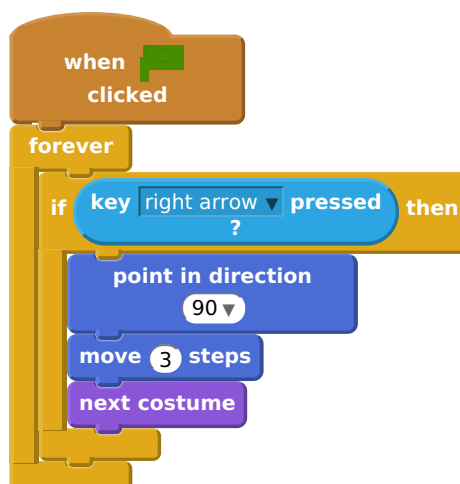 when
clicked
forever
if key right arrow ▼ pressed then
?
point in direction
90 ▼
move 3 steps
next costume